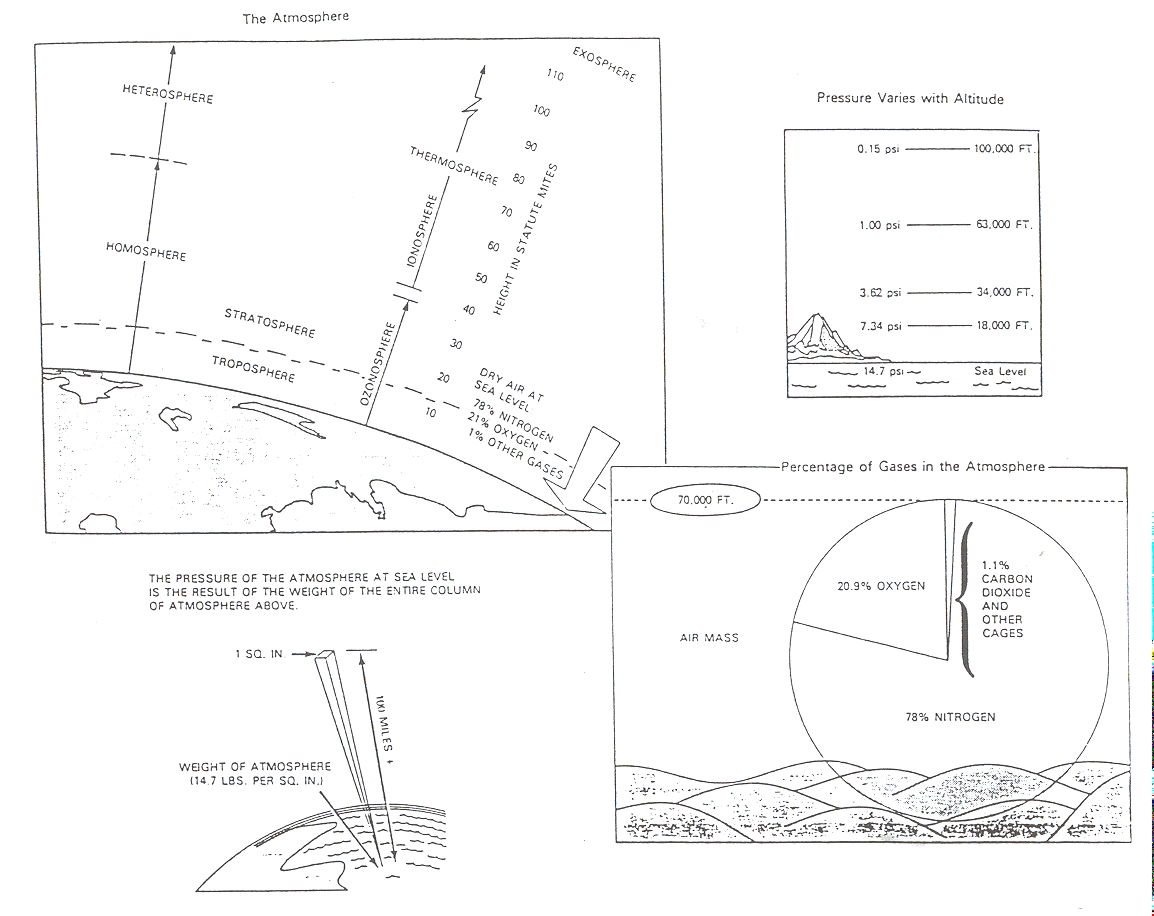 The Atmosphere
EXOSPHERE
110
HETEROSPHERE
100
90
THERMOSPHERE
80
70
HEIGHT IN STATUTE MITES
IONOSPHERE
60
HOMOSPHERE
50
40
STRATOSPHERE
30
OZONOSPHERE
TROPOSPHERE
20
10
DRY AIR AT
SEA LEVEL
78% NITROGEN
21% OXYGEN
1% OTHER GASES
Pressure Varies with Altitude
0.15 psi 100,000 FT.
1.00 psi 63,000 FT.
3.62 psi 34,000 FT.
7.34 psi 18,000 FT.
14.7 psi Sea Level
Percentage of Gases in the Atmosphere
70.000 FT.
20.9% OXYGEN
1.1%
CARBON
DIOXIDE
AND
OTHER
CAGES
AIR MASS
78% NITROGEN
THE PRESSURE OF THE ATMOSPHERE AT SEA LEVEL
IS THE RESULT OF THE WEIGHT OF THE ENTIRE COLUMN
OF ATMOSPHERE ABOVE.
1 SQ. IN.
100 MILES +
WEIGHT OF ATMOSPHERE
(14.7 LBS. PER SQ. IN.)